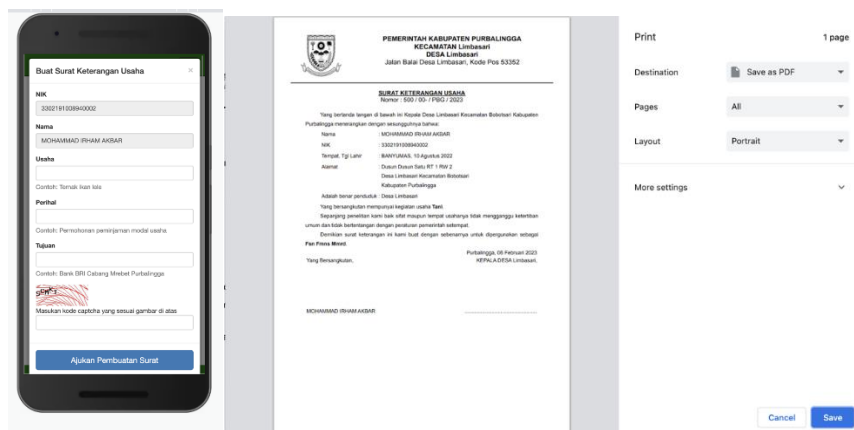 Buat Surat Keterangan Usaha ×
NIK
3302191008940002
Nama
MOHAMMAD IRHAM AKBAR
Usaha
Contoh: Ternak ikan lele
Perihal
Contoh: Permohonan peminjaman modal usaha
Tujuan
Contoh: Bank BRI Cabang Mrebet Purbalingga
Masukan kode captcha yang sesuai gambar di atas
Ajukan Pembuatan Surat
PEMERINTAH KABUPATEN PURBALINGGA
KECAMATAN Limbasari
DESA Limbasari
Jalan Balai Desa Limbasari, Kode Pos 53352
SURAT KETERANGAN USAHA
Nomor : 500 / 00- / PBG / 2023
Yang bertanda tangan di bawah ini Kepala Desa Limbasari Kecamatan Bobotsari Kabupaten
Purbalingga menerangkan dengan sesungguhnya bahwa:
Nama : MOHAMMAD IRHAM AKBAR
NIK : 3302191008940002
Tempat, Tgl Lahir : BANYUMAS, 10 Agustus 2022
Alamat : Dusun Dusun Satu RT 1 RW 2
Desa Limbasari Kecamatan Bobotsari
Kabupaten Purbalingga
Adalah benar penduduk : Desa Limbasari
Yang bersangkutan mempunyai kegiatan usaha Tani.
Sepanjang penelitian kami baik sifat maupun tempat usahanya tidak mengganggu ketertiban
umum dan tidak bertentangan dengan peraturan pemerintah setempat.
Demikian surat keterangan ini kami buat dengan sebenarnya untuk dipergunakan sebagai
Purbalingga, 08 Februari 2023
Yang Bersangkutan, KEPALA DESA Limbasari,
MOHAMMAD IRHAM AKBAR
Print 1 page
Destination Save as PDF
Pages All
Layout Portrait
More settings
Cancel Save